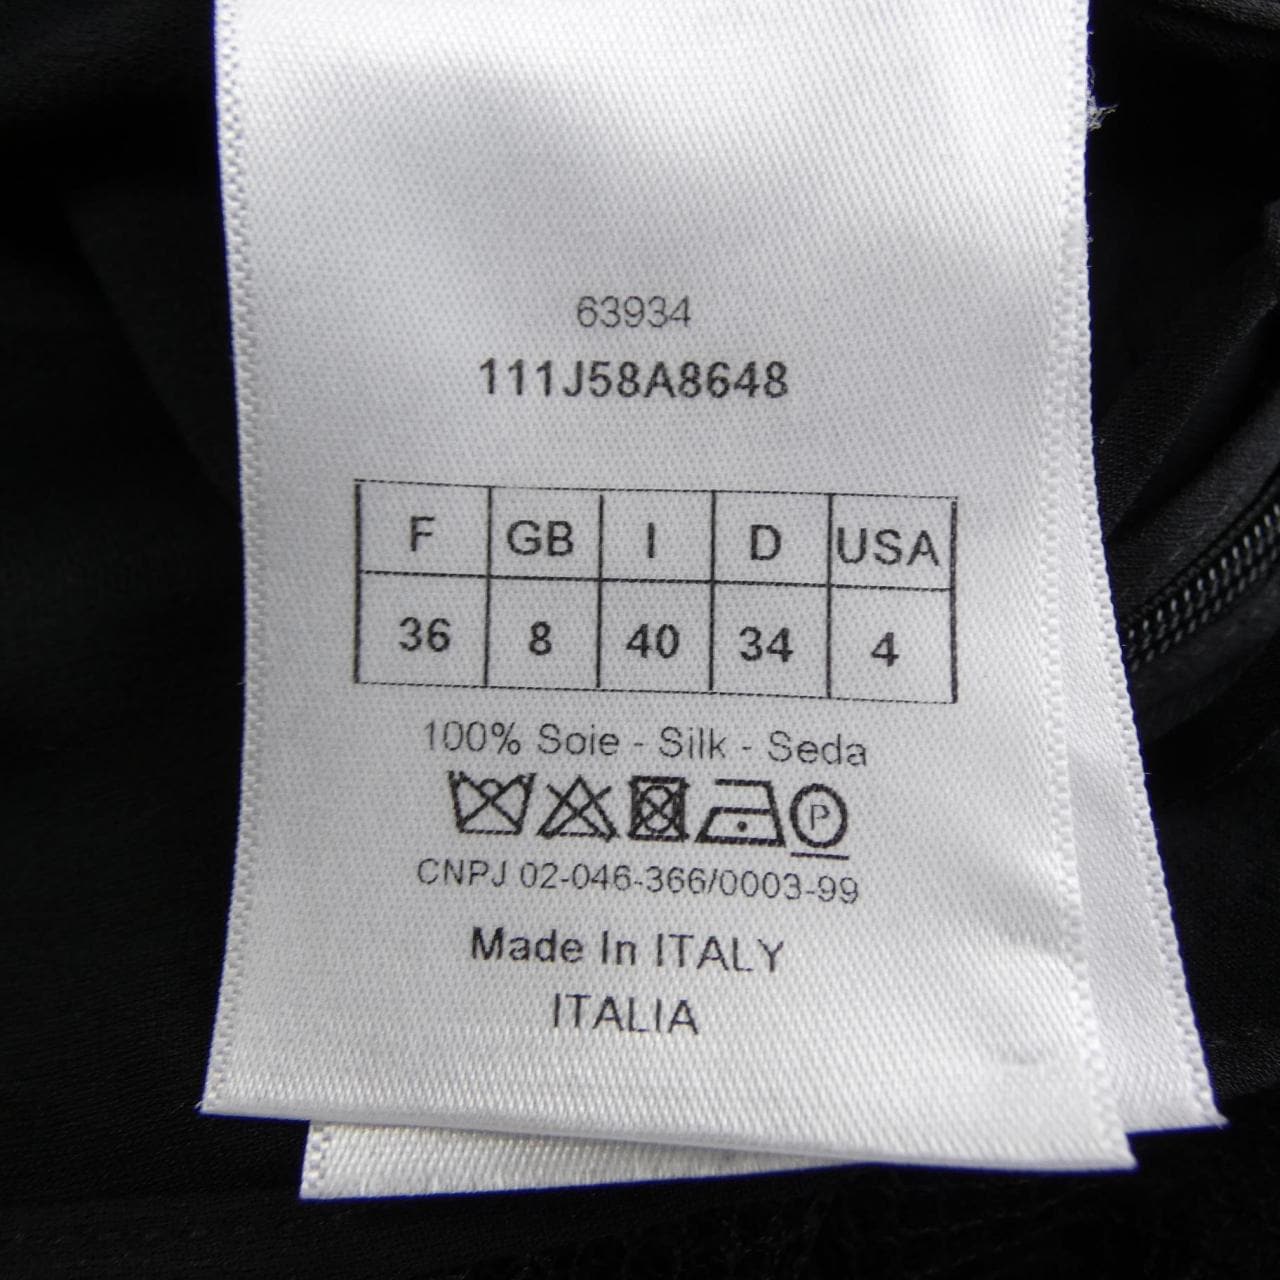 63934
111J58A8648
F GB I D USA
36 8 40 34 4
100% Soie - Silk - Seda
P
CNPJ 02-046-366/0003-99
Made In ITALY
ITALIA